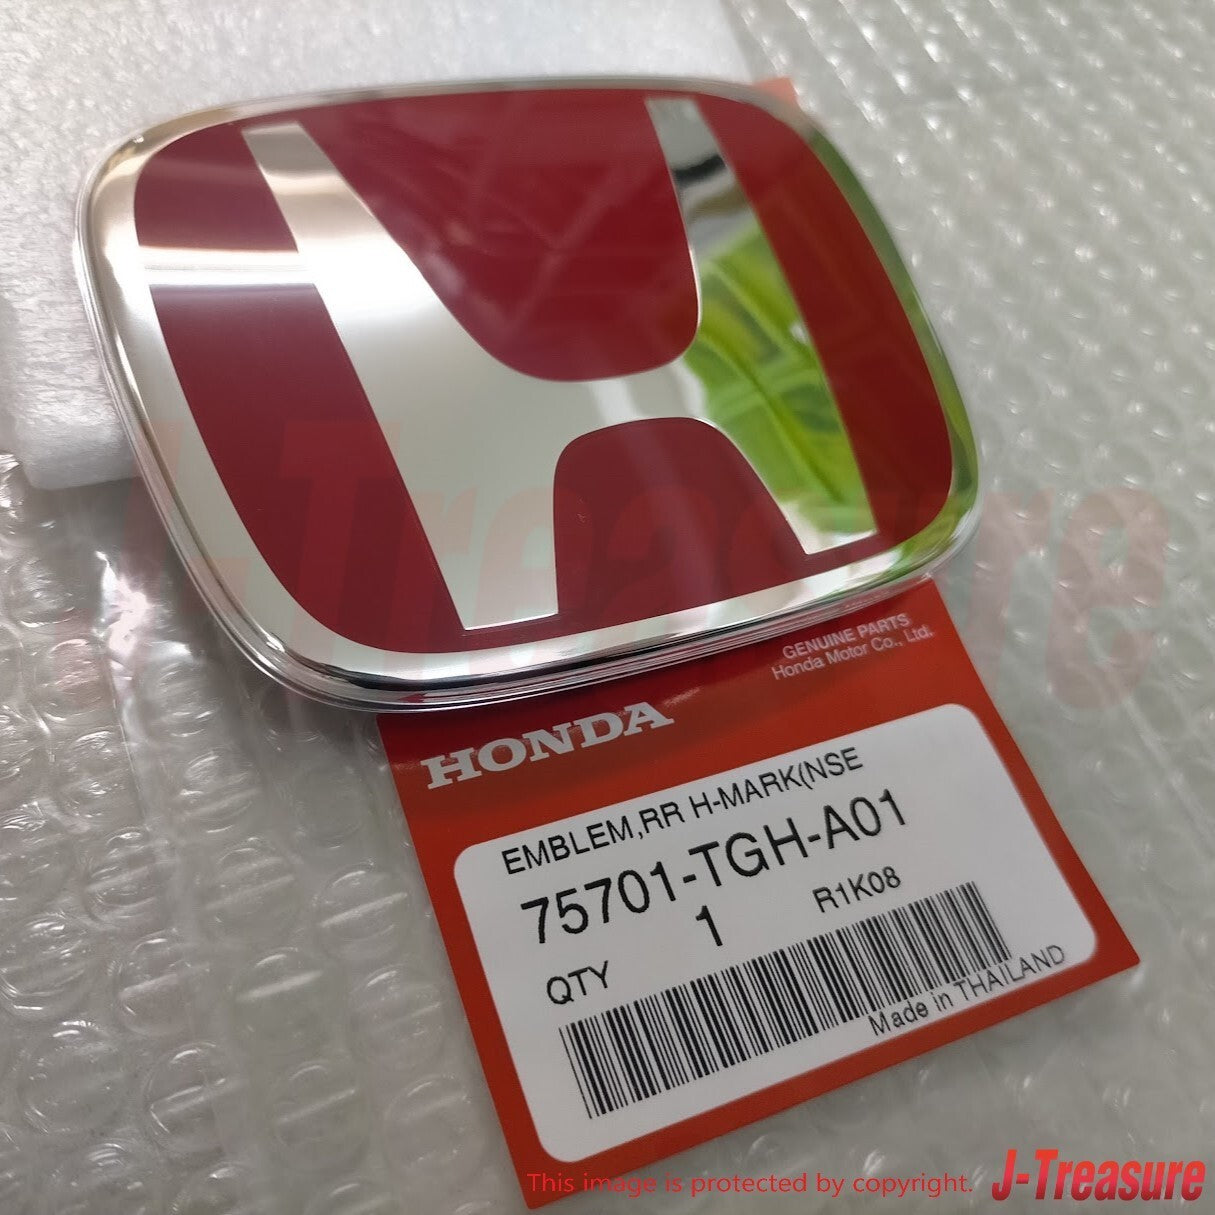 J-Treasure
GENUINE PARTS
Honda Motor Co., Ltd.
HONDA
EMBLEM,RR H-MARK(NSE
75701-TGH-A01
1
R1K08
QTY
Made in THAILAND
This image is protected by copyright.
J-Treasure